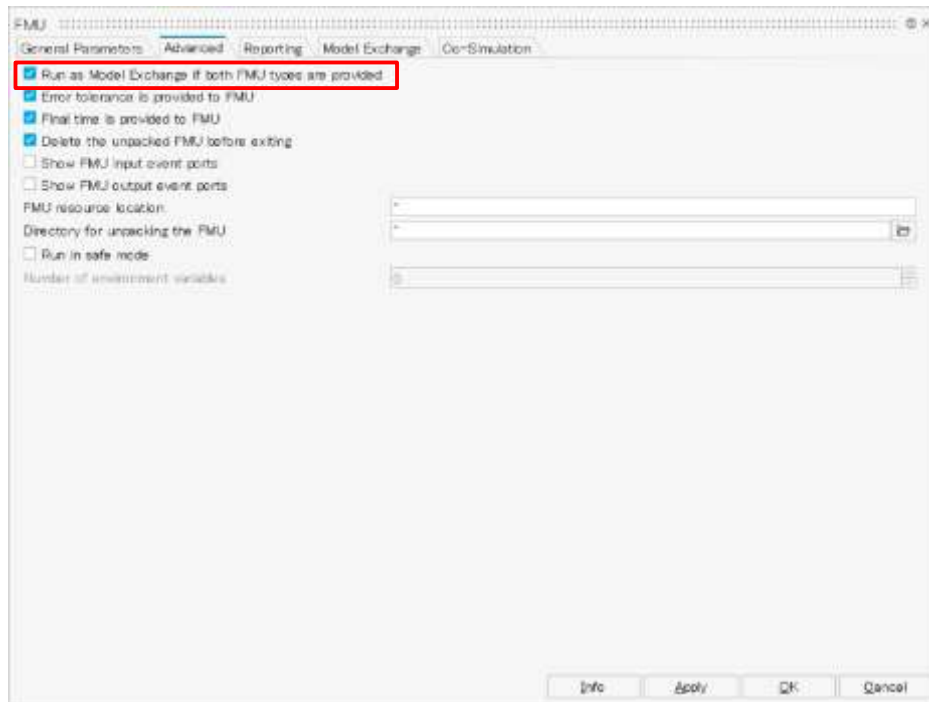 FMU
General Parameters Advanced Reporting Model Exchange Co-Simulation
Run as Model Exchange if both FMU types are provided
Error tolerance is provided to FMU
Final time is provided to FMU
Delete the unpacked FMU before exiting
Show FMU input event ports
Show FMU output event ports
FMU resource location
Directory for unpacking the FMU
Run in safe mode
Number of environment variables
Info Apply OK Cancel